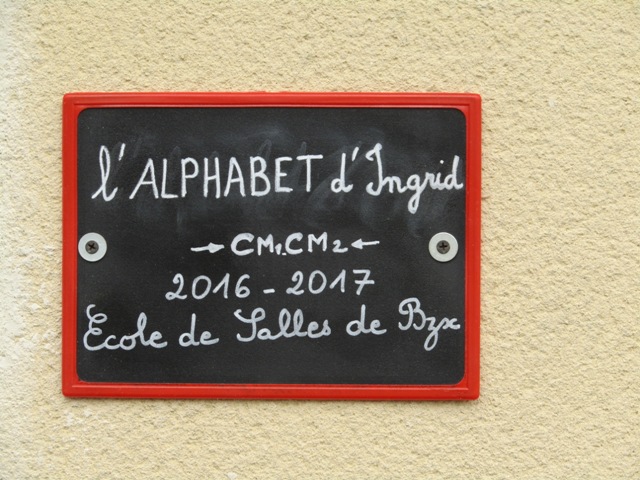 l'ALPHABET d'Ingrid
→ CM1.CM2 ←
2016-2017
Ecole de Salles de Bzx